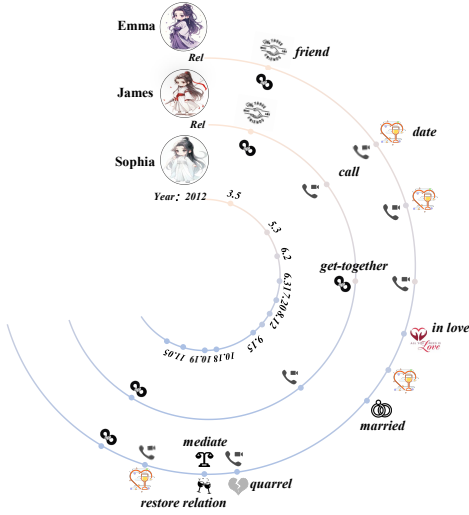 Emma
Rel
friend
James
Rel
date
Sophia
call
Year: 2012
3.5
5.3
6.2
get-together
6.3
17.20
8.12
9.15
in love
Love
10.18
10.19
11.05
married
mediate
quarrel
restore relation